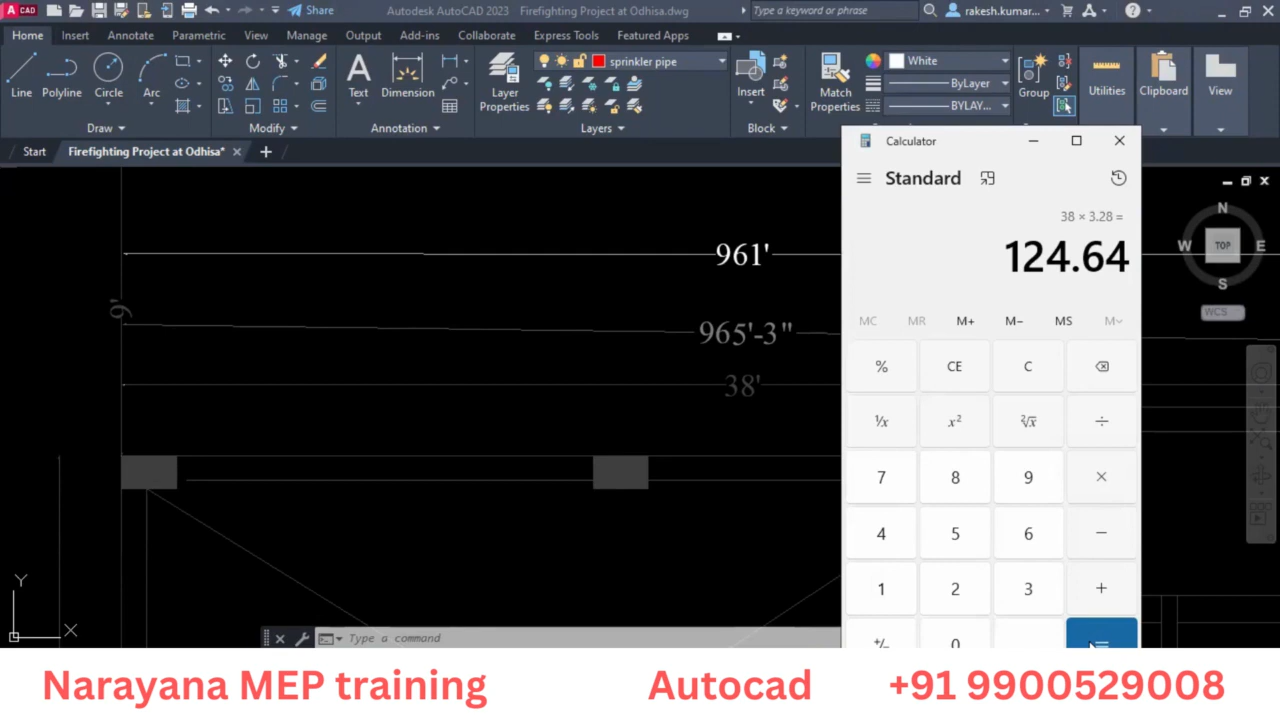 A CAD
Share
Autodesk AutoCAD 2023 Firefighting Project at Odhisa.dwg
Type a keyword or phrase
rakesh.kumar...
Home Insert Annotate Parametric View Manage Output Add-ins Collaborate Express Tools Featured Apps
Line Polyline Circle Arc
Text Dimension
Layer Properties
sprinkler pipe
Insert
Match Properties
White
ByLayer
BYLAY...
Group
Utilities
Clipboard
View
Draw Modify Annotation Layers Block
Start Firefighting Project at Odhisa*
Calculator
Standard
38 × 3.28 =
124.64
MC MR M+ M− MS M
% CE C
¹/x x² ²√x ÷
7 8 9 ×
4 5 6 −
1 2 3 +
+/− 0 =
961'
9'
965'-3"
38'
N
W TOP E
S
WCS
Y
X
Type a command
Narayana MEP training Autocad +91 9900529008